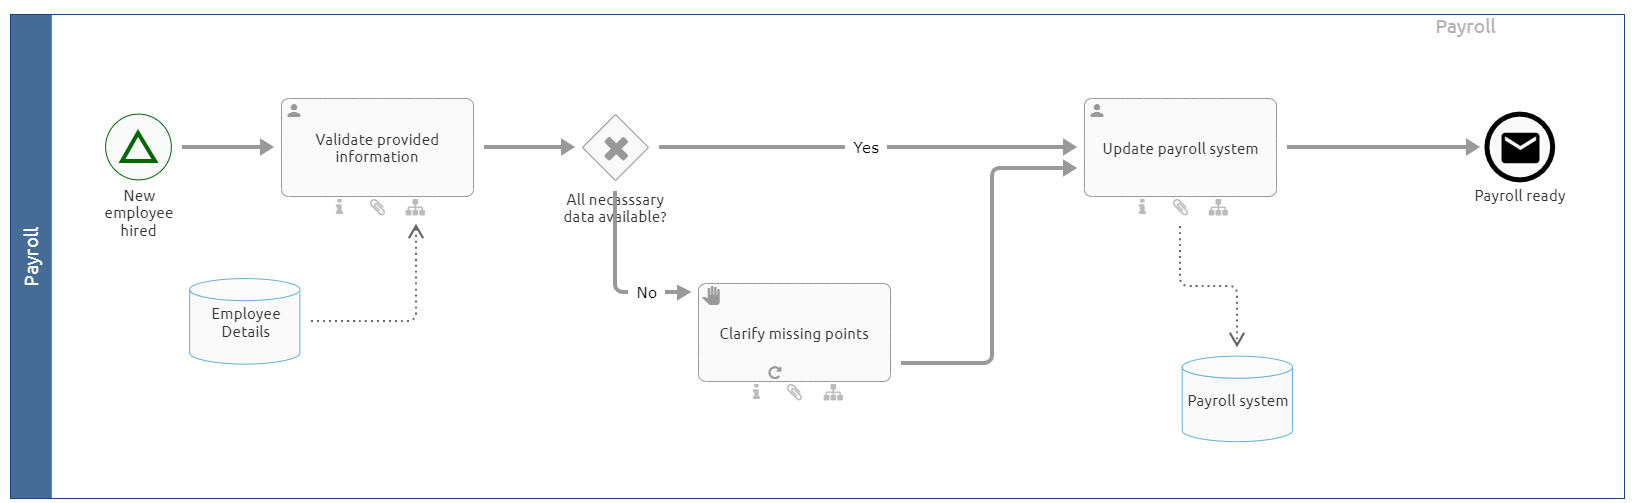 Payroll
Payroll
Validate provided
information
Yes
Update payroll system
New
employee
hired
All necasssary
data available?
Payroll ready
No
Employee
Details
Clarify missing points
Payroll system